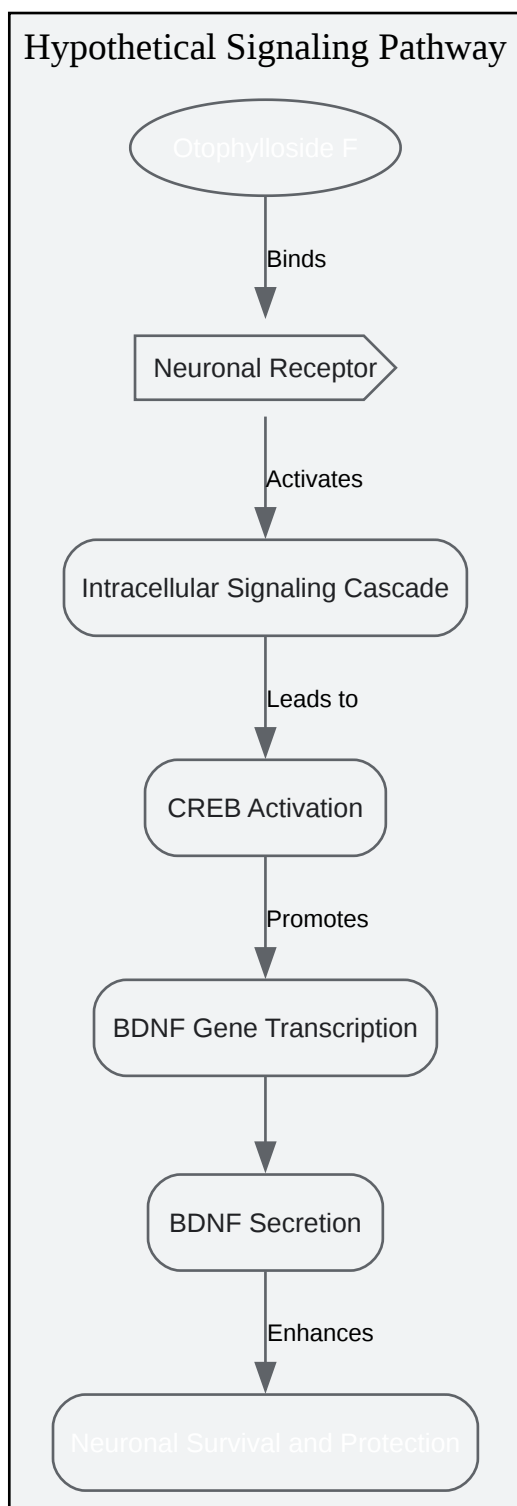 Hypothetical Signaling Pathway
Otophylloside F
Binds
Neuronal Receptor
Activates
Intracellular Signaling Cascade
Leads to
CREB Activation
Promotes
BDNF Gene Transcription
BDNF Secretion
Enhances
Neuronal Survival and Protection